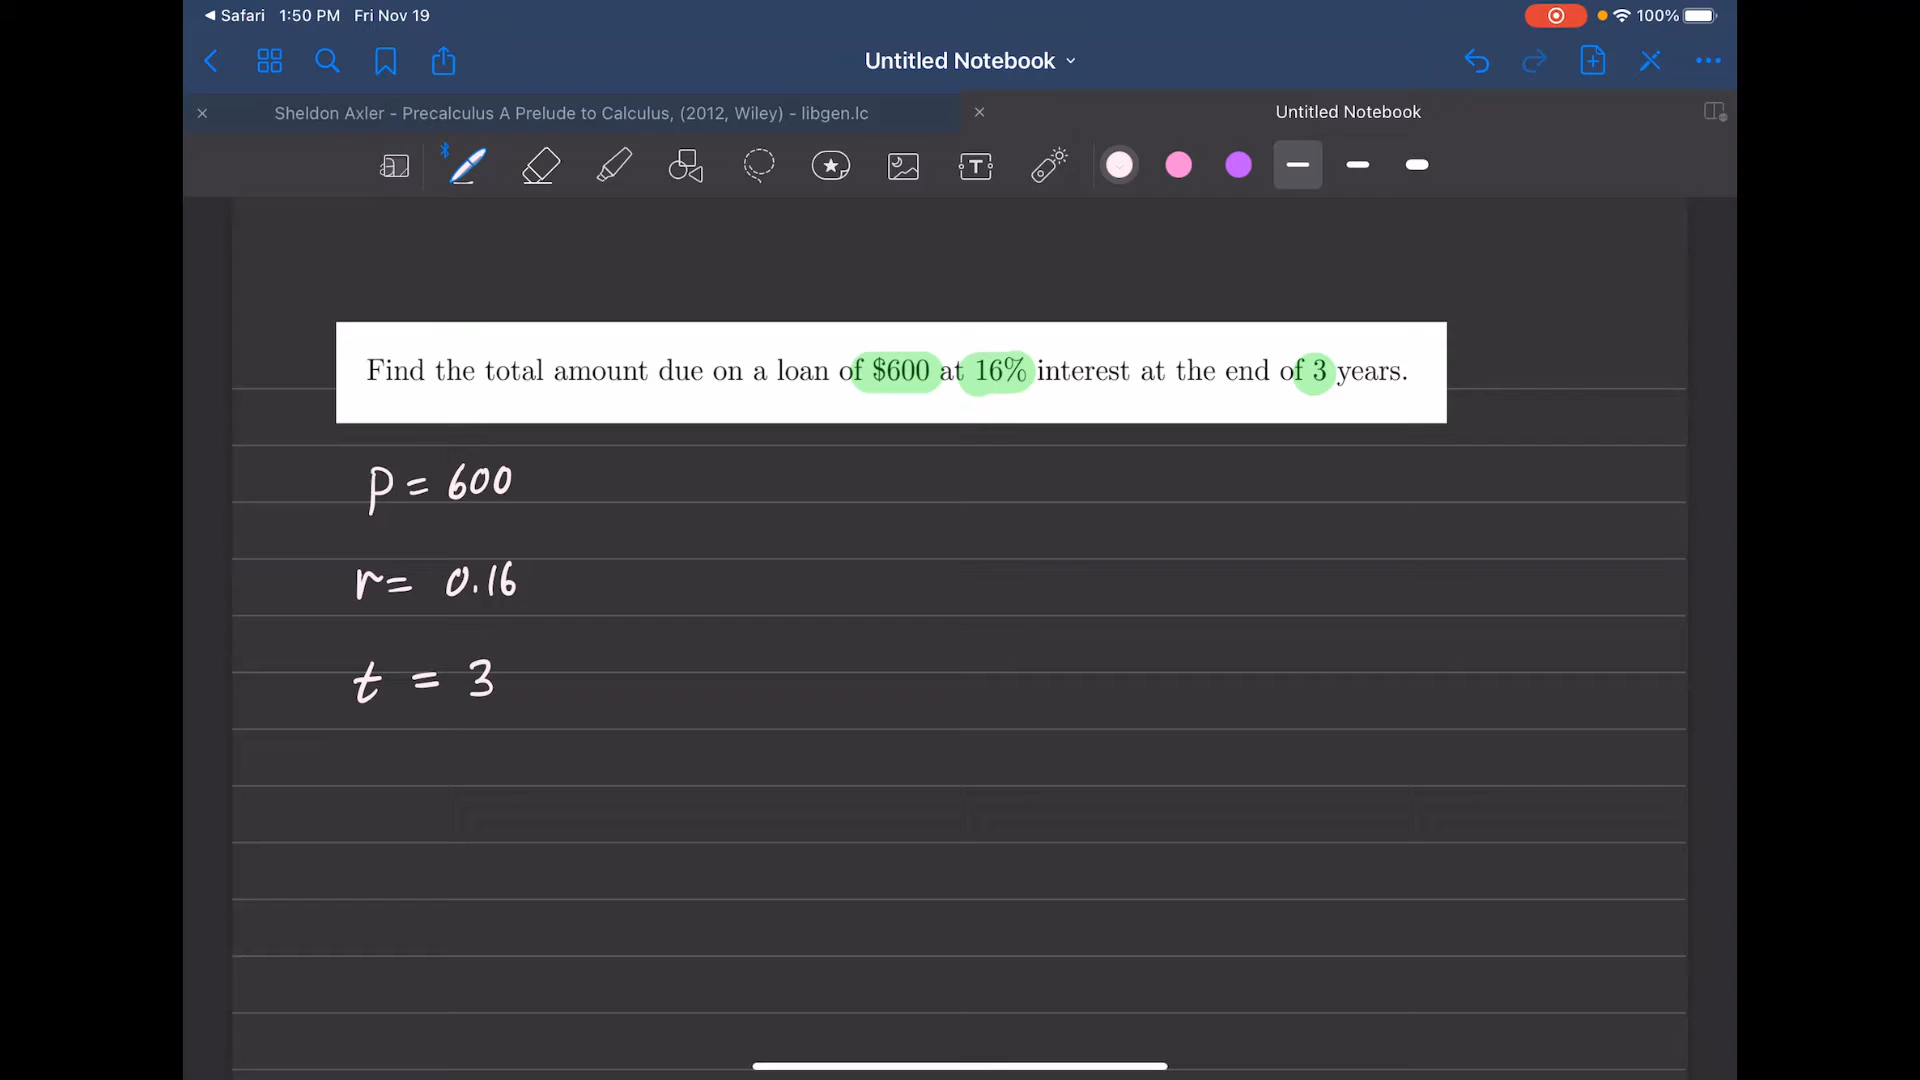 Safari 1:50 PM Fri Nov 19 100%
Untitled Notebook
Sheldon Axler - Precalculus A Prelude to Calculus, (2012, Wiley) - libgen.lc Untitled Notebook
Find the total amount due on a loan of $600 at 16% interest at the end of 3 years.
P = 600
r = 0.16
t = 3